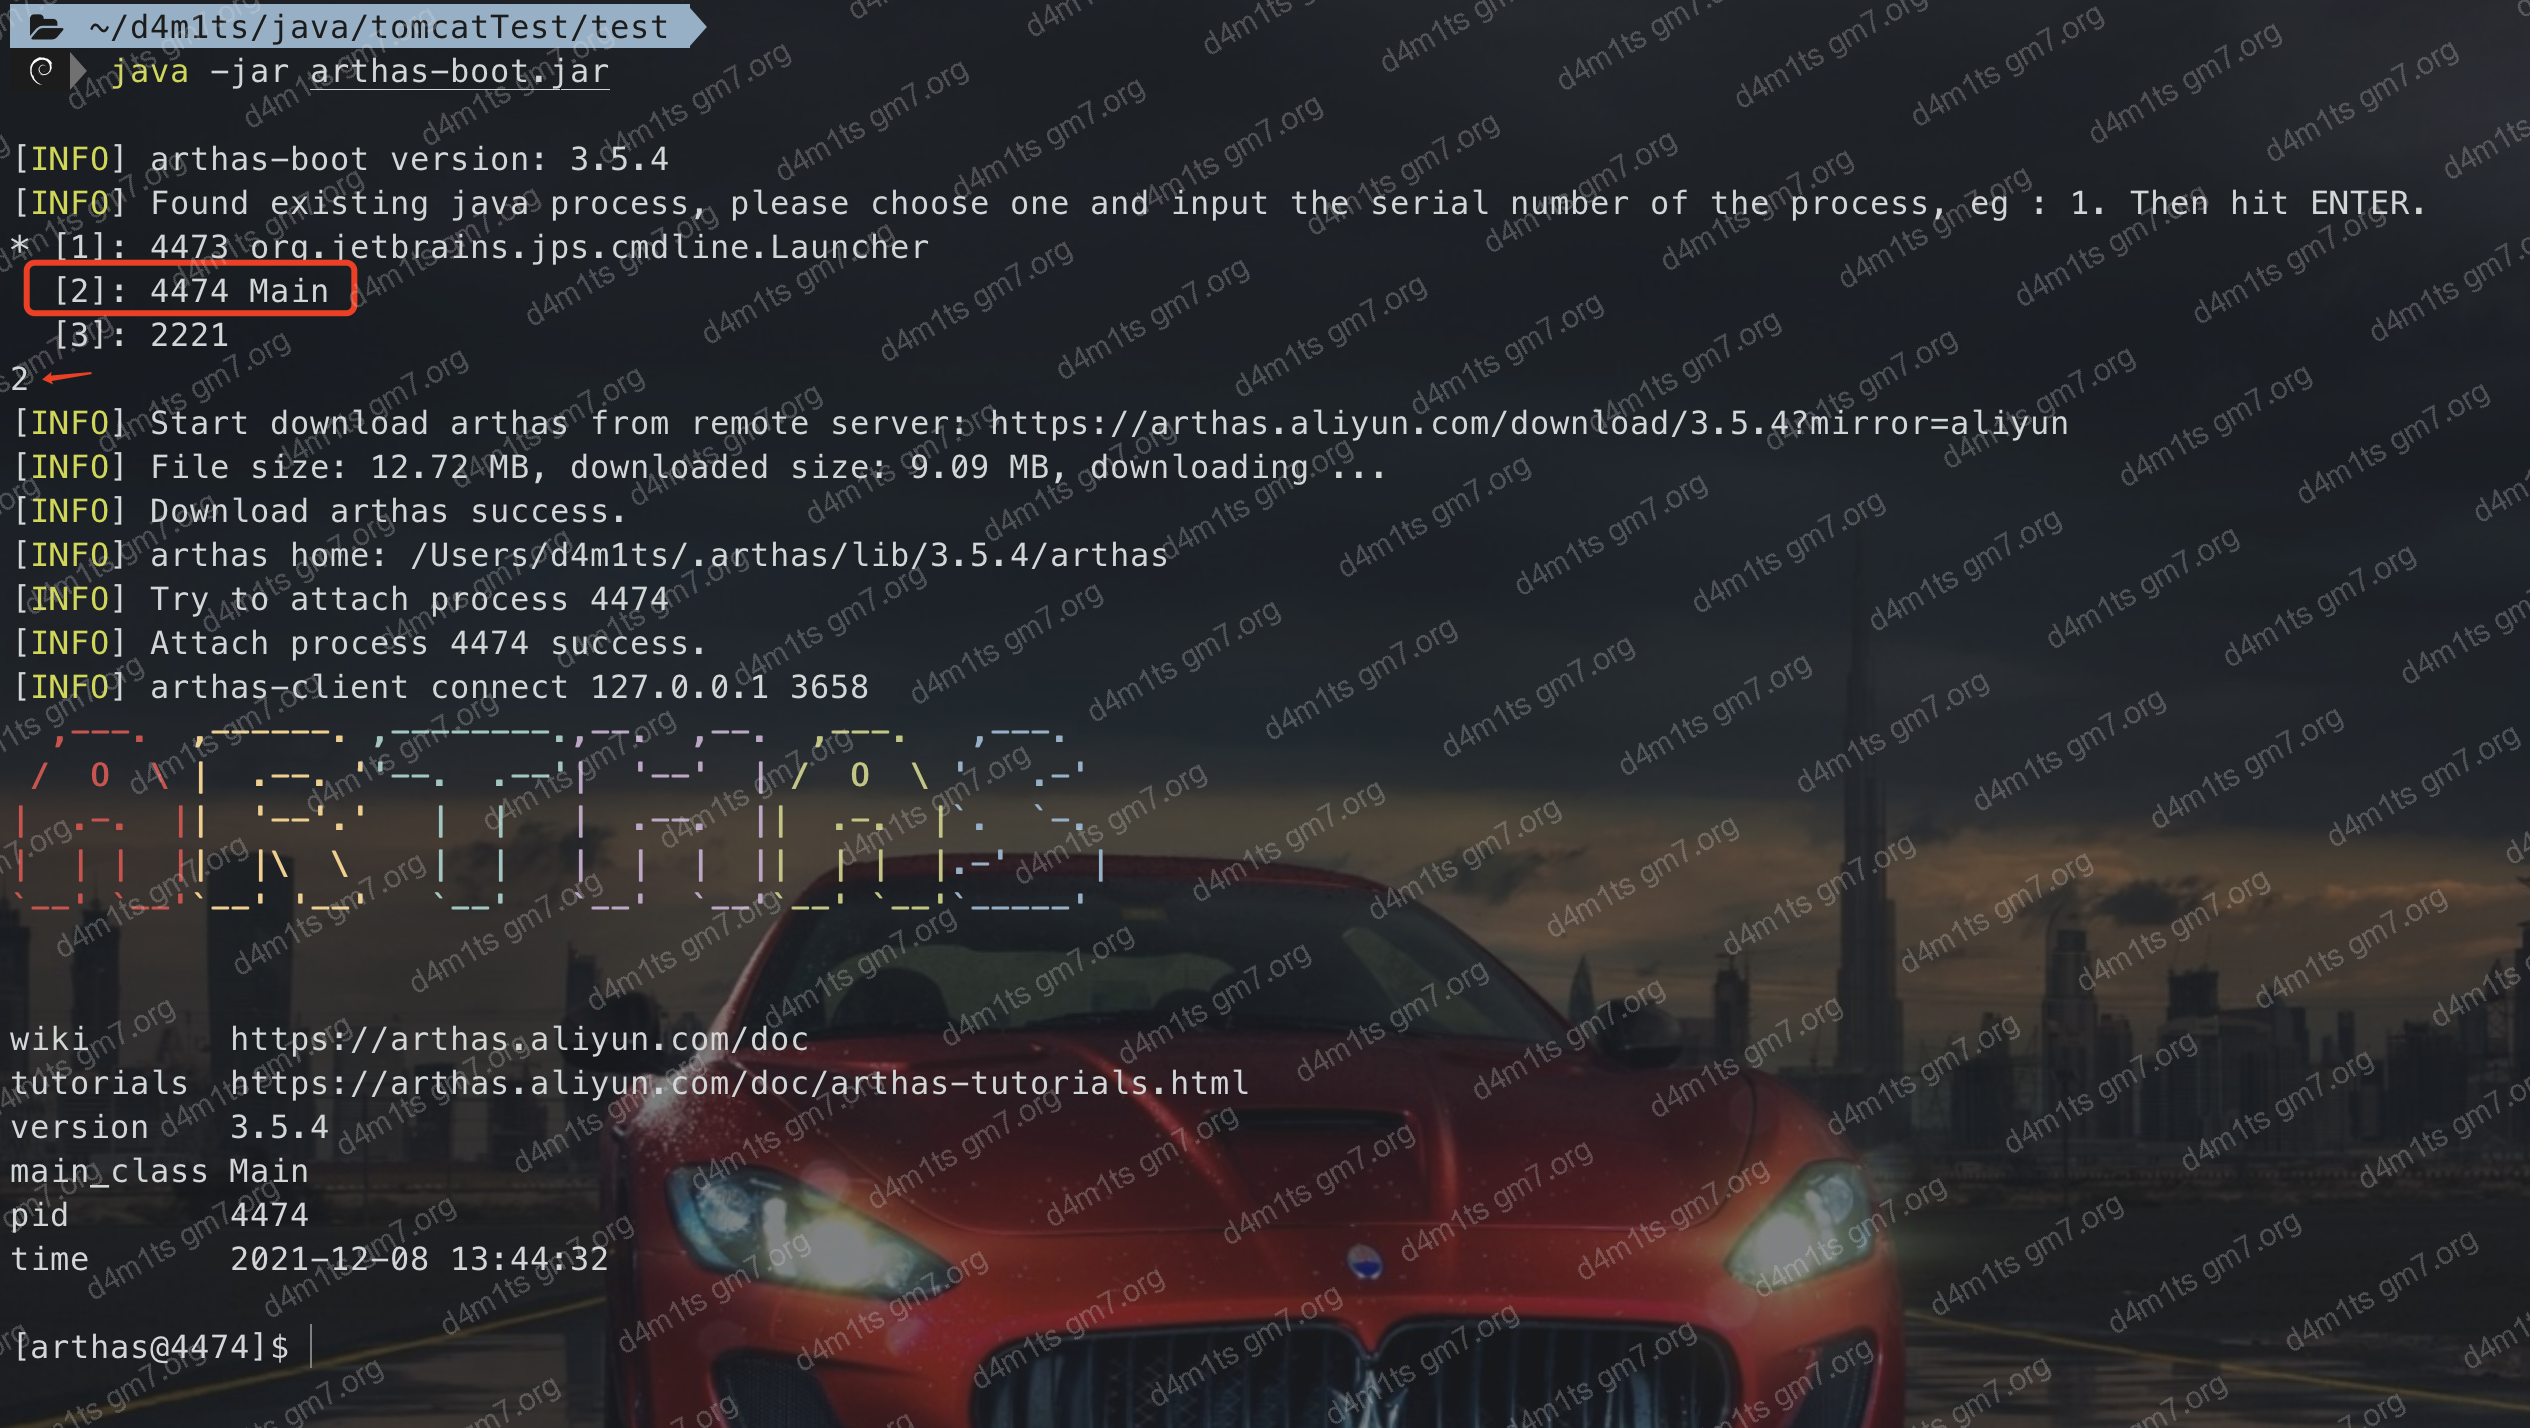 ~/d4m1ts/java/tomcatTest/test
java -jar arthas-boot.jar
[INFO] arthas-boot version: 3.5.4
[INFO] Found existing java process, please choose one and input the serial number of the process, eg : 1. Then hit ENTER.
* [1]: 4473 org.jetbrains.jps.cmdline.Launcher
[2]: 4474 Main
[3]: 2221
2
[INFO] Start download arthas from remote server: https://arthas.aliyun.com/download/3.5.4?mirror=aliyun
[INFO] File size: 12.72 MB, downloaded size: 9.09 MB, downloading ...
[INFO] Download arthas success.
[INFO] arthas home: /Users/d4m1ts/.arthas/lib/3.5.4/arthas
[INFO] Try to attach process 4474
[INFO] Attach process 4474 success.
[INFO] arthas-client connect 127.0.0.1 3658
ARTHAS
wiki https://arthas.aliyun.com/doc
tutorials https://arthas.aliyun.com/doc/arthas-tutorials.html
version 3.5.4
main_class Main
pid 4474
time 2021-12-08 13:44:32
[arthas@4474]$
d4m1ts gm7.org